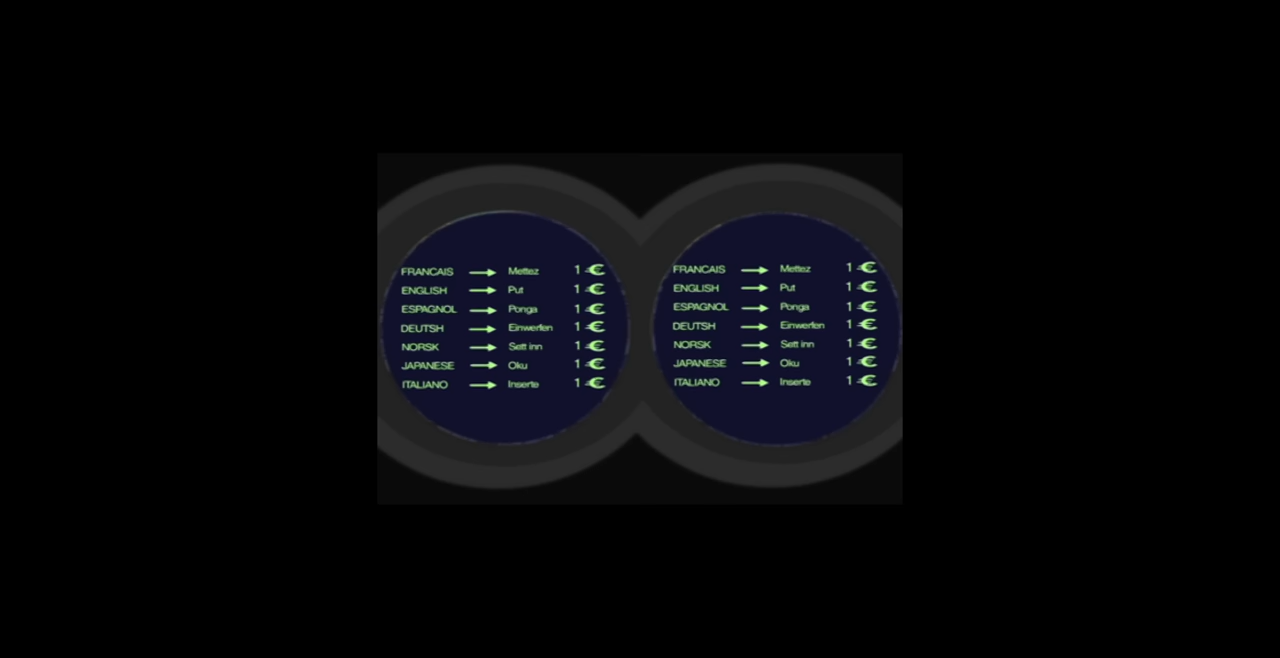 FRANCAIS → Mettez 1 €
ENGLISH → Put 1 €
ESPAGNOL → Ponga 1 €
DEUTSH → Einwerfen 1 €
NORSK → Sett inn 1 €
JAPANESE → Oku 1 €
ITALIANO → Inserte 1 €
FRANCAIS → Mettez 1 €
ENGLISH → Put 1 €
ESPAGNOL → Ponga 1 €
DEUTSH → Einwerfen 1 €
NORSK → Sett inn 1 €
JAPANESE → Oku 1 €
ITALIANO → Inserte 1 €